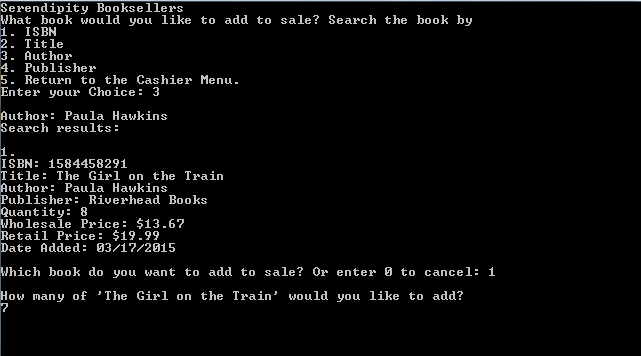 Serendipity Booksellers
What book would you like to add to sale? Search the book by
1. ISBN
2. Title
3. Author
4. Publisher
5. Return to the Cashier Menu.
Enter your Choice: 3
Author: Paula Hawkins
Search results:
1.
ISBN: 1584458291
Title: The Girl on the Train
Author: Paula Hawkins
Publisher: Riverhead Books
Quantity: 8
Wholesale Price: $13.67
Retail Price: $19.99
Date Added: 03/17/2015
Which book do you want to add to sale? Or enter 0 to cancel: 1
How many of 'The Girl on the Train' would you like to add?
7